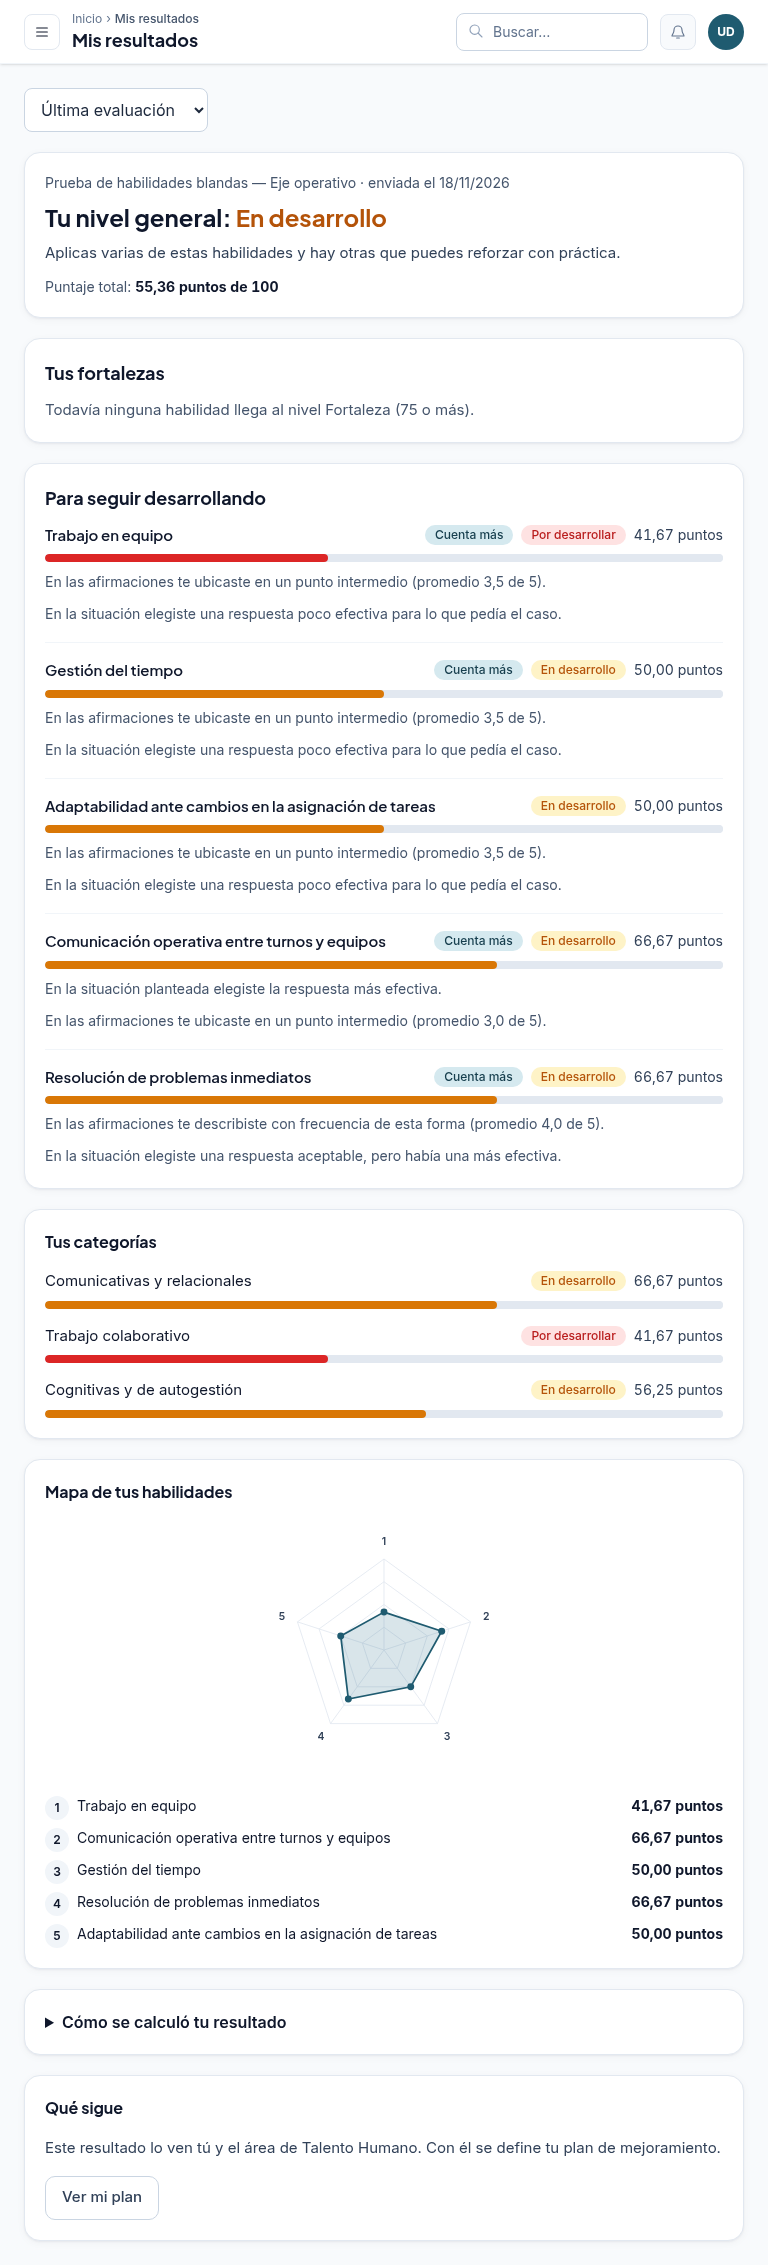 Inicio › Mis resultados
Mis resultados
Buscar...
UD
Última evaluación
Prueba de habilidades blandas — Eje operativo · enviada el 18/11/2026
Tu nivel general: En desarrollo
Aplicas varias de estas habilidades y hay otras que puedes reforzar con práctica.
Puntaje total: 55,36 puntos de 100
Tus fortalezas
Todavía ninguna habilidad llega al nivel Fortaleza (75 o más).
Para seguir desarrollando
Trabajo en equipo Cuenta más Por desarrollar 41,67 puntos
En las afirmaciones te ubicaste en un punto intermedio (promedio 3,5 de 5).
En la situación elegiste una respuesta poco efectiva para lo que pedía el caso.
Gestión del tiempo Cuenta más En desarrollo 50,00 puntos
En las afirmaciones te ubicaste en un punto intermedio (promedio 3,5 de 5).
En la situación elegiste una respuesta poco efectiva para lo que pedía el caso.
Adaptabilidad ante cambios en la asignación de tareas En desarrollo 50,00 puntos
En las afirmaciones te ubicaste en un punto intermedio (promedio 3,5 de 5).
En la situación elegiste una respuesta poco efectiva para lo que pedía el caso.
Comunicación operativa entre turnos y equipos Cuenta más En desarrollo 66,67 puntos
En la situación planteada elegiste la respuesta más efectiva.
En las afirmaciones te ubicaste en un punto intermedio (promedio 3,0 de 5).
Resolución de problemas inmediatos Cuenta más En desarrollo 66,67 puntos
En las afirmaciones te describiste con frecuencia de esta forma (promedio 4,0 de 5).
En la situación elegiste una respuesta aceptable, pero había una más efectiva.
Tus categorías
Comunicativas y relacionales En desarrollo 66,67 puntos
Trabajo colaborativo Por desarrollar 41,67 puntos
Cognitivas y de autogestión En desarrollo 56,25 puntos
Mapa de tus habilidades
1
5 2
4 3
1 Trabajo en equipo 41,67 puntos
2 Comunicación operativa entre turnos y equipos 66,67 puntos
3 Gestión del tiempo 50,00 puntos
4 Resolución de problemas inmediatos 66,67 puntos
5 Adaptabilidad ante cambios en la asignación de tareas 50,00 puntos
Cómo se calculó tu resultado
Qué sigue
Este resultado lo ven tú y el área de Talento Humano. Con él se define tu plan de mejoramiento.
Ver mi plan